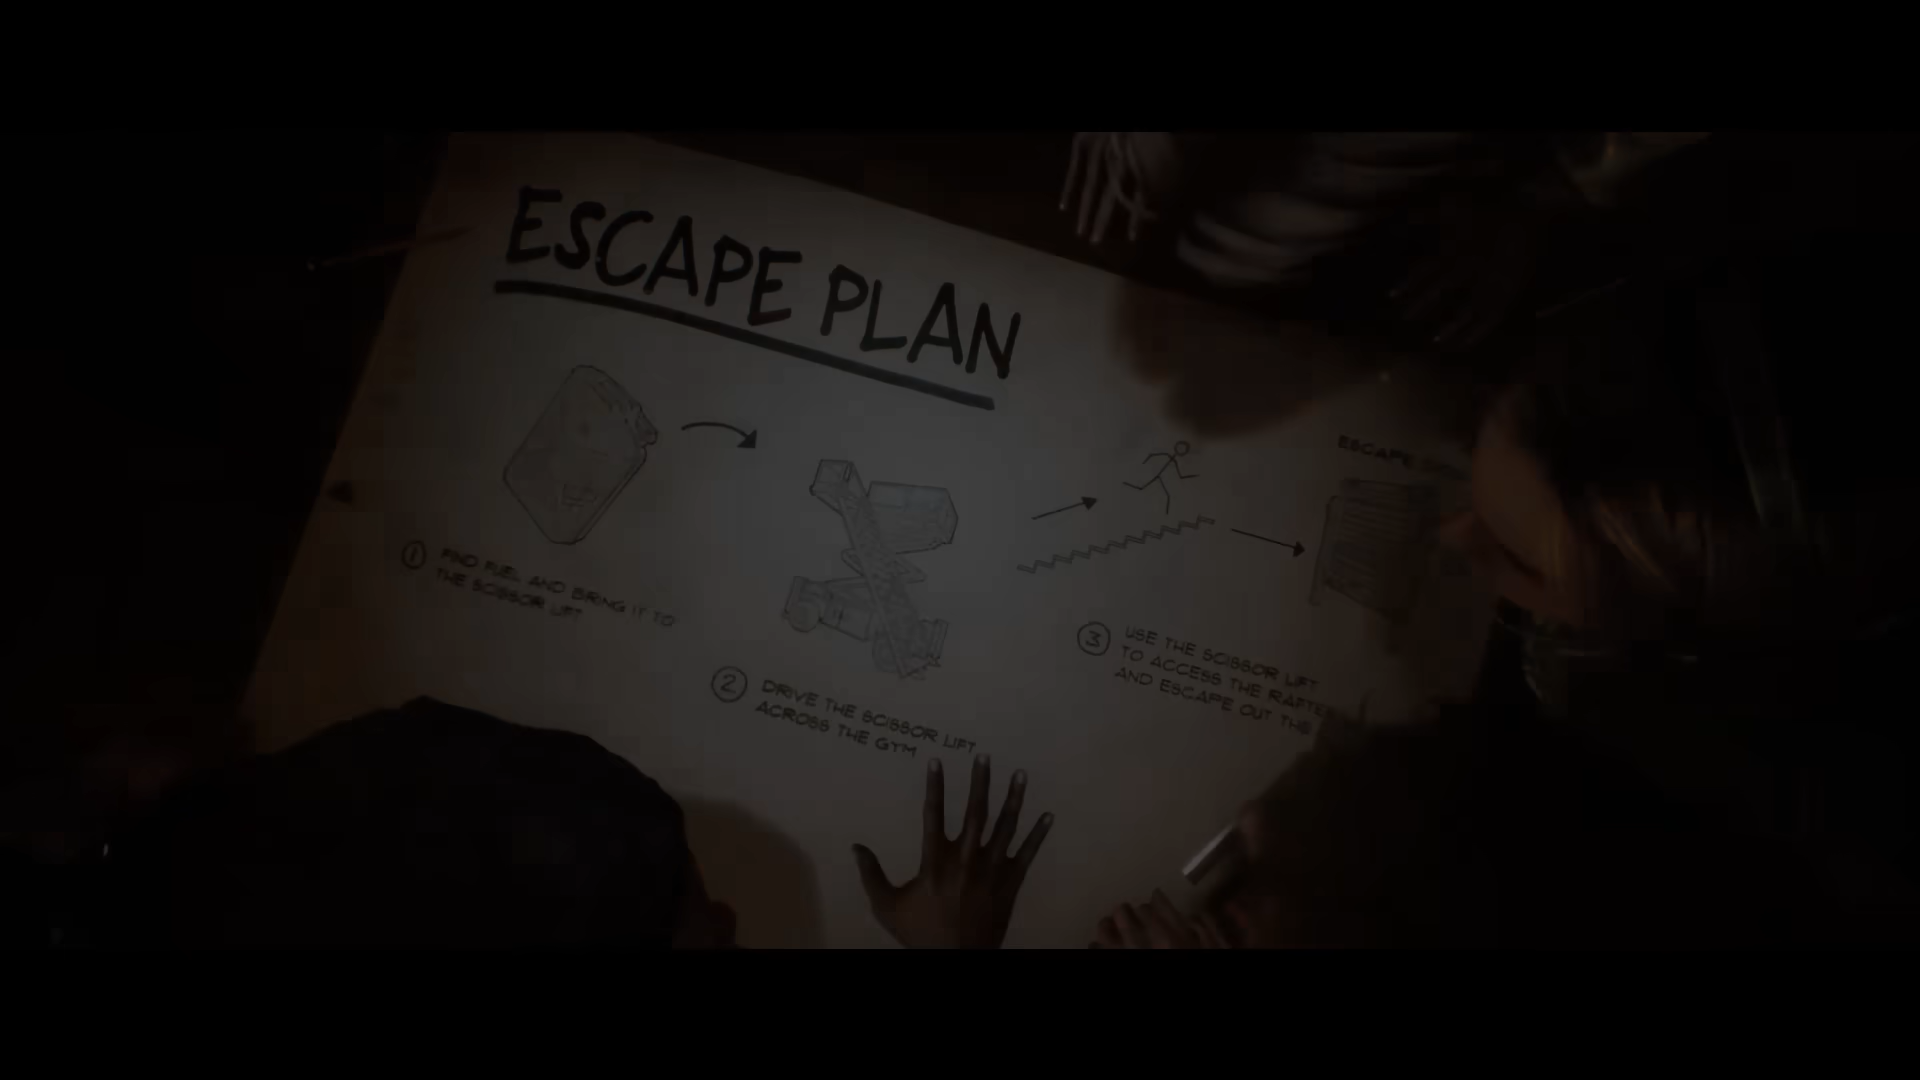 ESCAPE PLAN
ESCAPE
① FIND FUEL AND BRING IT TO
THE SCISSOR LIFT
② DRIVE THE SCISSOR LIFT
ACROSS THE GYM
③ USE THE SCISSOR LIFT
TO ACCESS THE
AND ESCAPE OUT THE